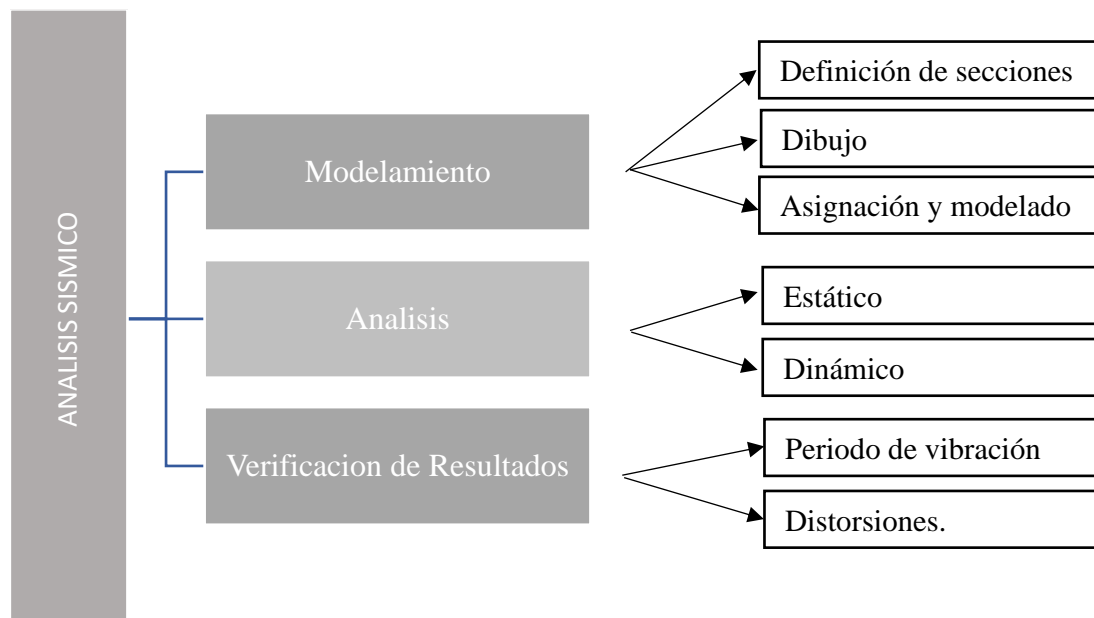 ANALISIS SISMICO
Modelamiento
Definición de secciones
Dibujo
Asignación y modelado
Analisis
Estático
Dinámico
Verificacion de Resultados
Periodo de vibración
Distorsiones.